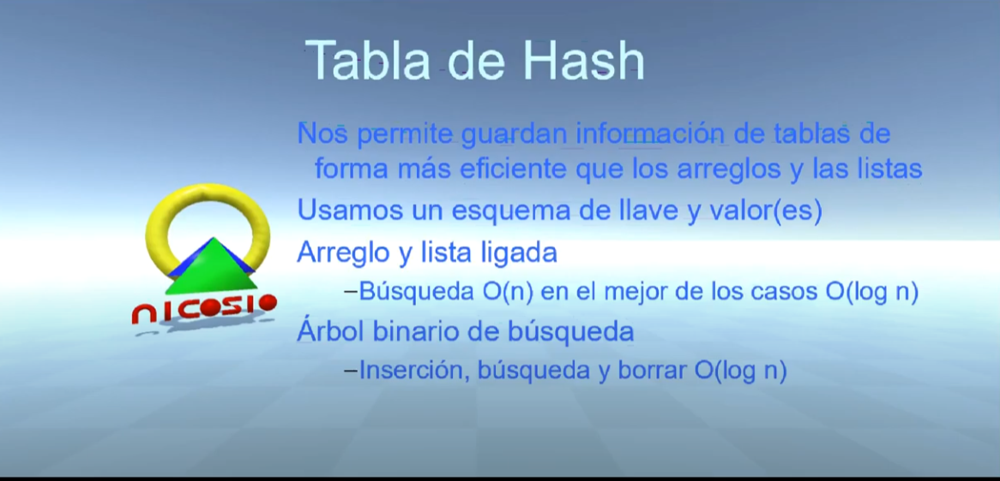 Tabla de Hash
Nos permite guardan información de tablas de
forma más eficiente que los arreglos y las listas
Usamos un esquema de llave y valor(es)
Arreglo y lista ligada
–Búsqueda O(n) en el mejor de los casos O(log n)
nicosio
Árbol binario de búsqueda
–Inserción, búsqueda y borrar O(log n)